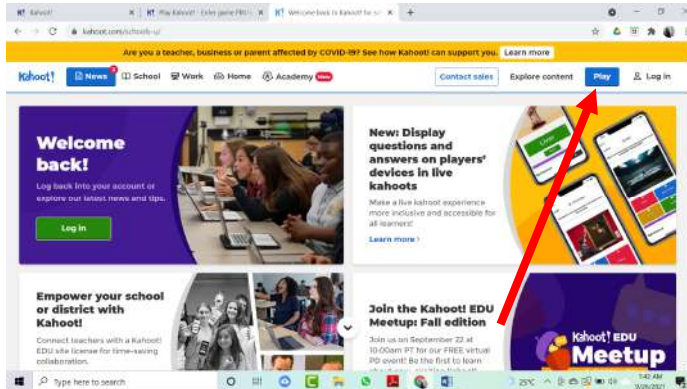 Kahoot!
Play Kahoot! - Enter game PIN
Welcome back to Kahoot! for sc
kahoot.com/schools-u/
Are you a teacher, business or parent affected by COVID-19? See how Kahoot! can support you. Learn more
Kahoot! News School Work Home Academy New Contact sales Explore content Play Log in
Welcome
back!
Log back into your account or
explore our latest news and tips.
Log in
New: Display
questions and
answers on players'
devices in live
kahoots
Make a live kahoot experience
more inclusive and accessible for
all learners!
Learn more ›
Empower your school
or district with
Kahoot!
Connect teachers with a Kahoot!
EDU site license for time-saving
collaboration.
Join the Kahoot! EDU
Meetup: Fall edition
Join us on September 22 at
10:00am PT for our FREE virtual
PD event! Be the first to learn
Kahoot! EDU
Meetup
Type here to search
25°C
1:42 AM
9/26/2021